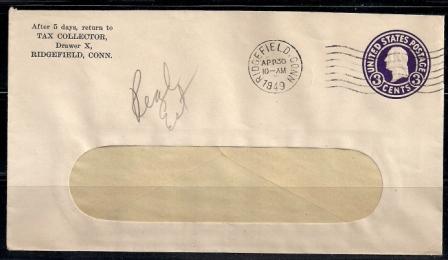 After 5 days, return to
TAX COLLECTOR,
Drawer X,
RIDGEFIELD, CONN.
RIDGEFIELD, CONN.
APR 30
10-AM
1949
UNITED STATES POSTAGE
3 CENTS 3